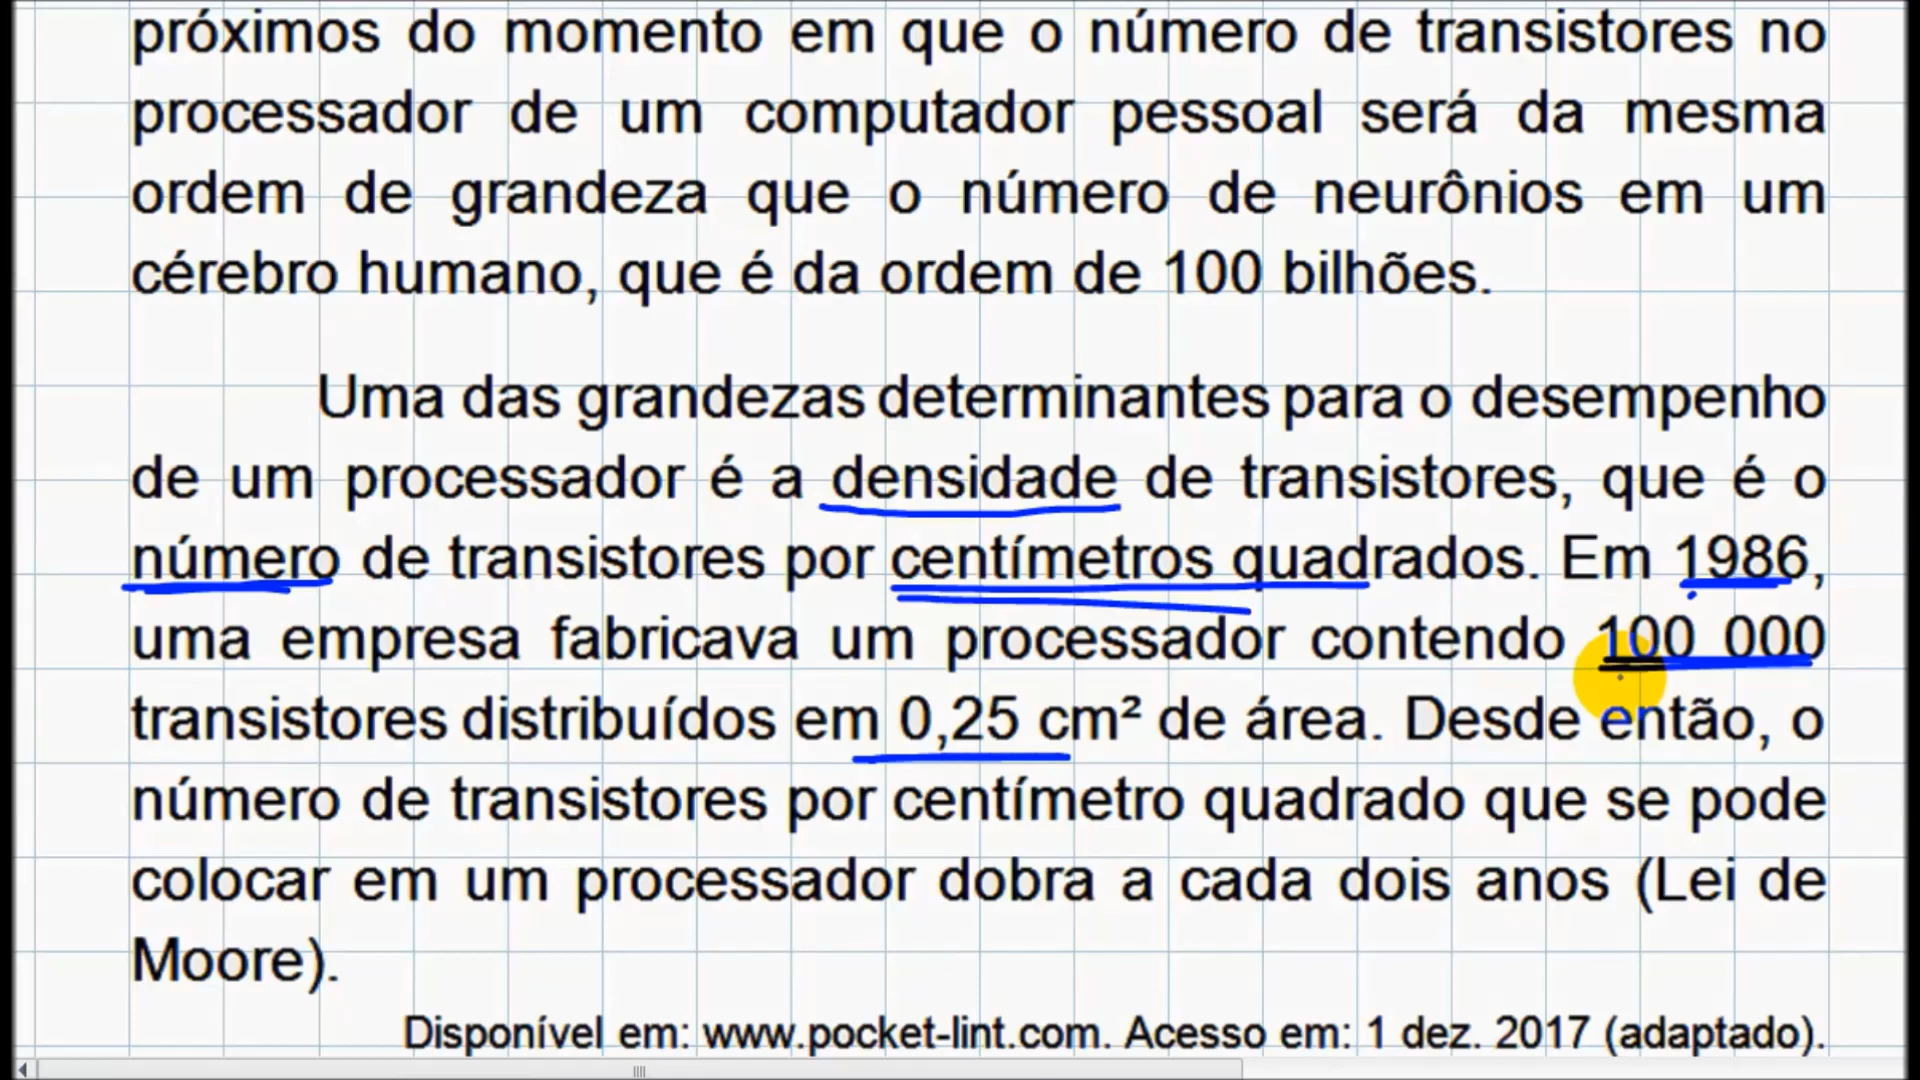 próximos do momento em que o número de transistores no
processador de um computador pessoal será da mesma
ordem de grandeza que o número de neurônios em um
cérebro humano, que é da ordem de 100 bilhões.
Uma das grandezas determinantes para o desempenho
de um processador é a densidade de transistores, que é o
número de transistores por centímetros quadrados. Em 1986,
uma empresa fabricava um processador contendo 100 000
transistores distribuídos em 0,25 cm² de área. Desde então, o
número de transistores por centímetro quadrado que se pode
colocar em um processador dobra a cada dois anos (Lei de
Moore).
Disponível em: www.pocket-lint.com. Acesso em: 1 dez. 2017 (adaptado).